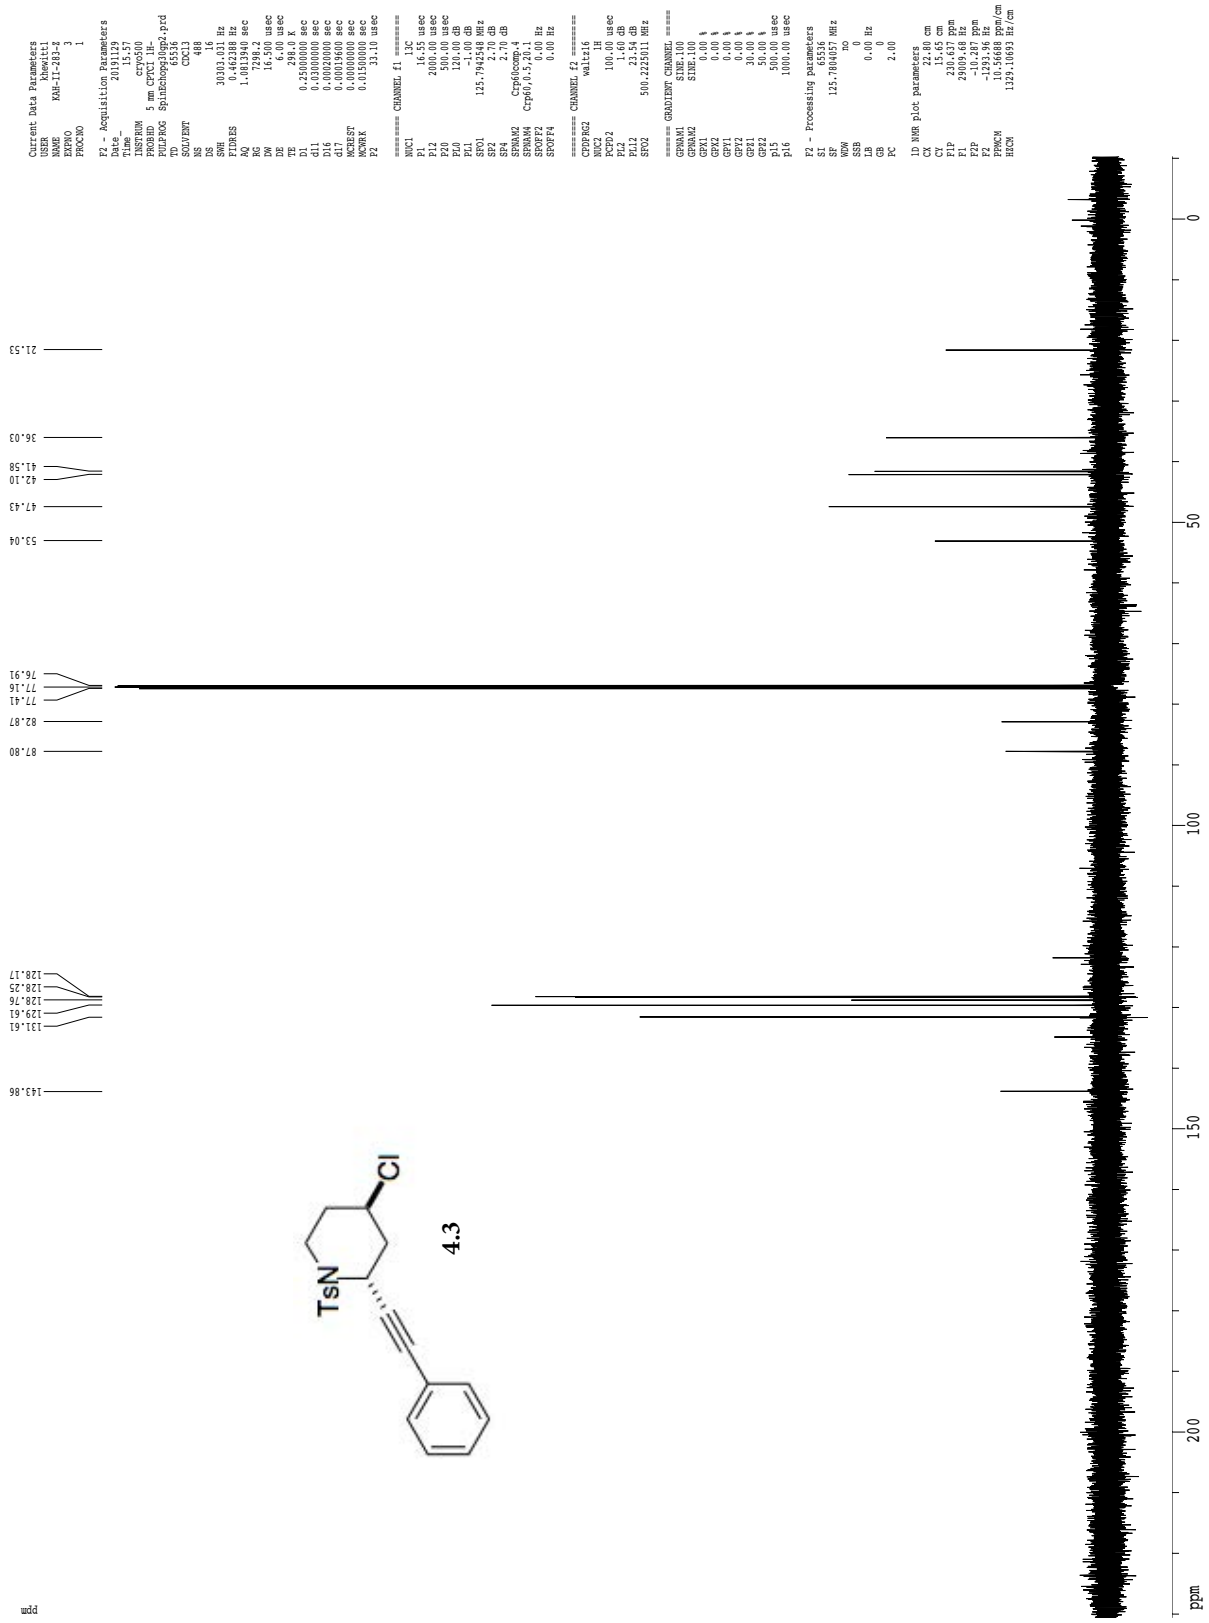 Current Data Parameters
USER khewitt1
NAME KAH-II-283-2
EXPNO 3
PROCNO 1
F2 - Acquisition Parameters
Date_ 20191129
Time 15.57
INSTRUM cryo500
PROBHD 5 mm CPTCI 1H-
PULPROG SpinEchopg30gp2.prd
TD 65536
SOLVENT CDCl3
NS 488
DS 16
SWH 30303.031 Hz
FIDRES 0.462388 Hz
AQ 1.0813940 sec
RG 7298.2
DW 16.500 usec
DE 6.00 usec
TE 298.0 K
D1 0.25000000 sec
d11 0.03000000 sec
D16 0.00020000 sec
d17 0.00019600 sec
MCREST 0.00000000 sec
MCWRK 0.01500000 sec
P2 33.10 usec
======== CHANNEL f1 ========
NUC1 13C
P1 16.55 usec
P12 2000.00 usec
P20 500.00 usec
PL0 120.00 dB
PL1 -1.00 dB
SFO1 125.7942548 MHz
SP2 2.70 dB
SP4 2.70 dB
SPNAM2 Crp60comp.4
SPNAM4 Crp60,0.5,20.1
SPOFF2 0.00 Hz
SPOFF4 0.00 Hz
======== CHANNEL f2 ========
CPDPRG2 waltz16
NUC2 1H
PCPD2 100.00 usec
PL2 1.60 dB
PL12 23.54 dB
SFO2 500.2225011 MHz
====== GRADIENT CHANNEL =====
GPNAM1 SINE.100
GPNAM2 SINE.100
GPX1 0.00 %
GPX2 0.00 %
GPY1 0.00 %
GPY2 0.00 %
GPZ1 30.00 %
GPZ2 50.00 %
p15 500.00 usec
p16 1000.00 usec
F2 - Processing parameters
SI 65536
SF 125.7804057 MHz
WDW no
SSB 0
LB 0.00 Hz
GB 0
PC 2.00
1D NMR plot parameters
CX 22.80 cm
CY 15.65 cm
F1P 230.637 ppm
F1 29009.68 Hz
F2P -10.287 ppm
F2 -1293.96 Hz
PPMCM 10.56688 ppm/cm
HZCM 1329.10693 Hz/cm
ppm
143.86
131.61
129.61
128.76
128.25
128.17
87.80
82.87
77.41
77.16
76.91
53.04
47.43
42.10
41.58
36.03
21.53
TsN
Cl
4.3
ppm
200
150
100
50
0